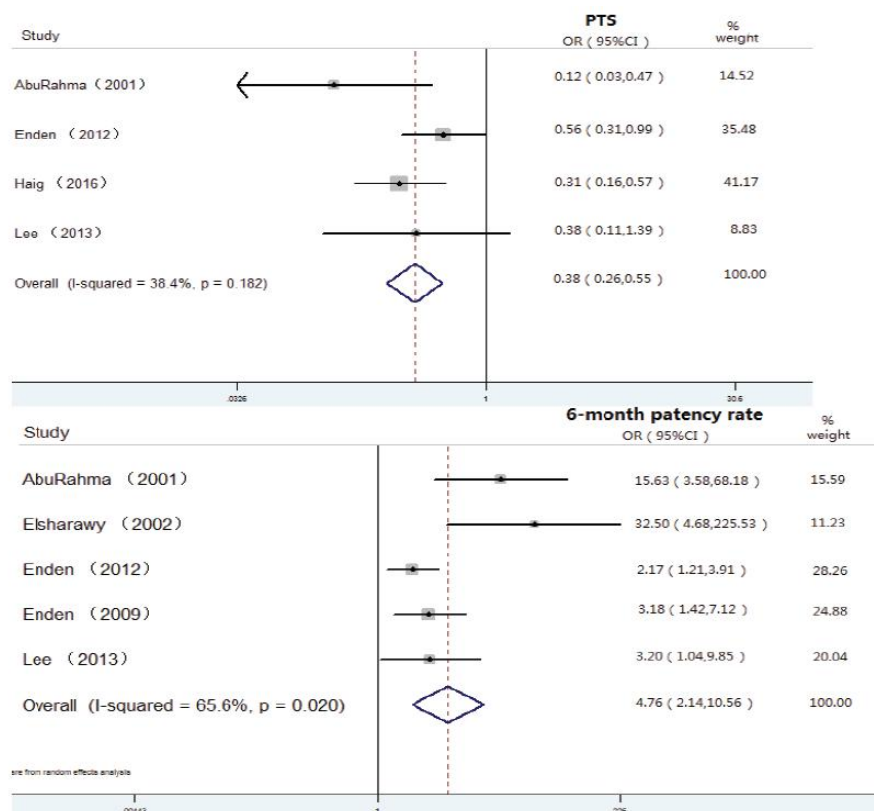 PTS
%
Study
OR ( 95%CI )
weight
AbuRahma (2001) 0.12 ( 0.03,0.47 ) 14.52
Enden (2012) 0.56 ( 0.31,0.99 ) 35.48
Haig (2016) 0.31 ( 0.16,0.57 ) 41.17
Lee (2013) 0.38 ( 0.11,1.39 ) 8.83
Overall (I-squared = 38.4%, p = 0.182) 0.38 ( 0.26,0.55 ) 100.00
.0326 1 30.6
6-month patency rate %
Study OR ( 95%CI ) weight
AbuRahma (2001) 15.63 ( 3.58,68.18 ) 15.59
Elsharawy (2002) 32.50 ( 4.68,225.53 ) 11.23
Enden (2012) 2.17 ( 1.21,3.91 ) 28.26
Enden (2009) 3.18 ( 1.42,7.12 ) 24.88
Lee (2013) 3.20 ( 1.04,9.85 ) 20.04
Overall (I-squared = 65.6%, p = 0.020) 4.76 ( 2.14,10.56 ) 100.00
are from random effects analysis